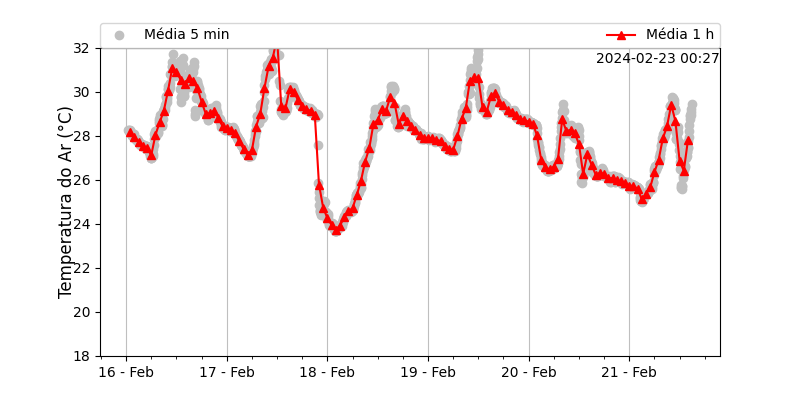 Média 5 min
Média 1 h
2024-02-23 00:27
Temperatura do Ar (°C)
32
30
28
26
24
22
20
18
16 - Feb
17 - Feb
18 - Feb
19 - Feb
20 - Feb
21 - Feb